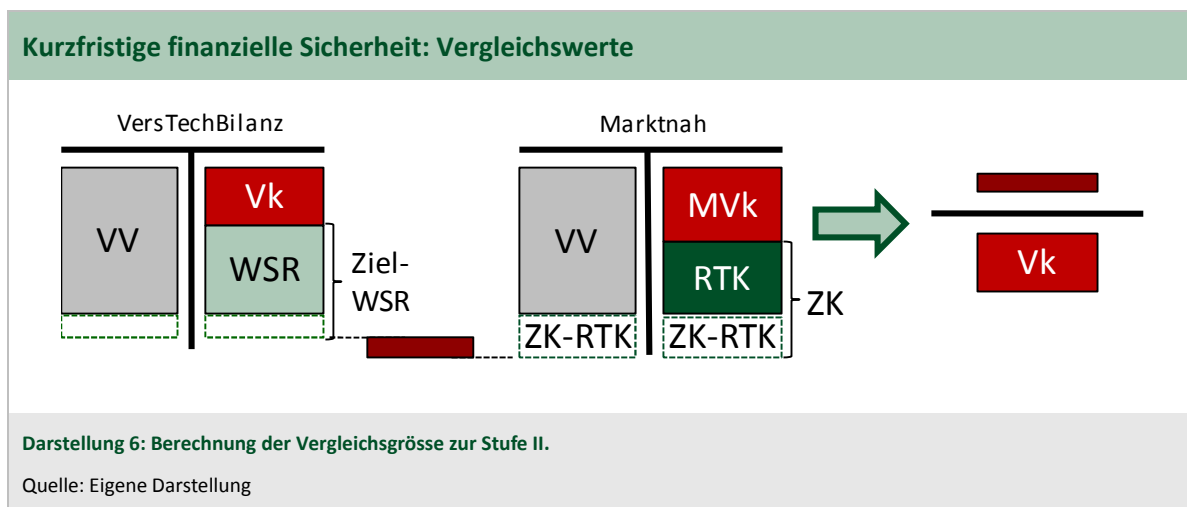 Kurzfristige finanzielle Sicherheit: Vergleichswerte
VersTechBilanz
VV
Vk
WSR
Ziel-
WSR
Marktnah
VV
MVk
RTK
ZK
ZK-RTK
ZK-RTK
Vk
Darstellung 6: Berechnung der Vergleichsgrösse zur Stufe II.
Quelle: Eigene Darstellung